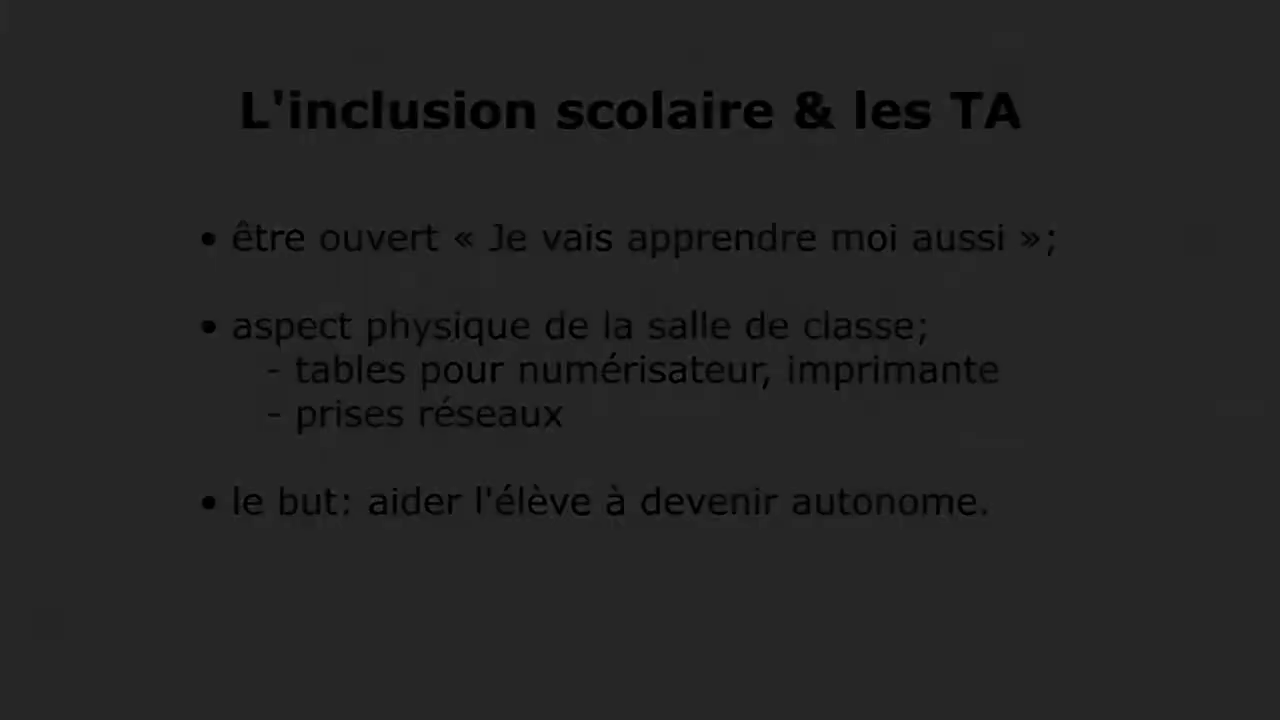 L'inclusion scolaire & les TA
• être ouvert « Je vais apprendre moi aussi »;
• aspect physique de la salle de classe;
- tables pour numérisateur, imprimante
- prises réseaux
• le but: aider l'élève à devenir autonome.